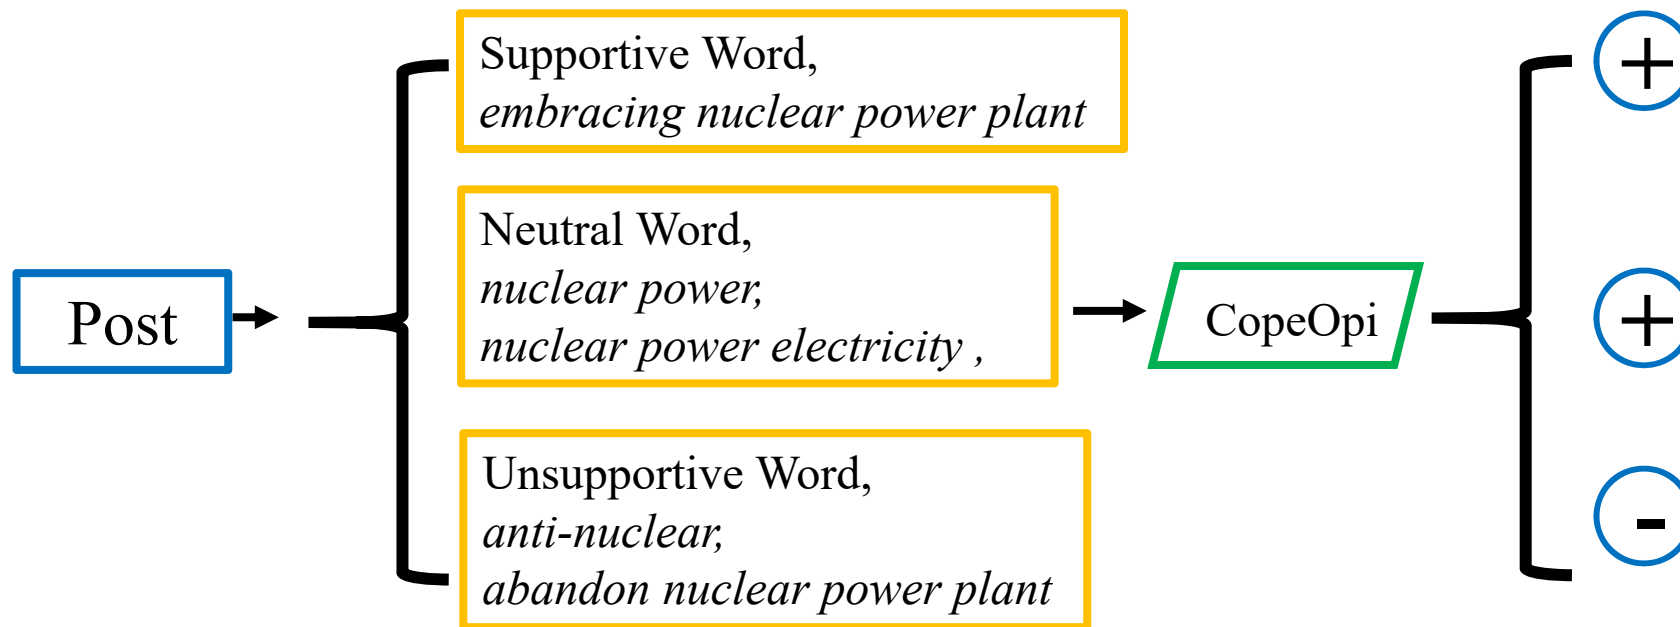 Post
Supportive Word,
embracing nuclear power plant
Neutral Word,
nuclear power,
nuclear power electricity ,
Unsupportive Word,
anti-nuclear,
abandon nuclear power plant
CopeOpi
+
+
-